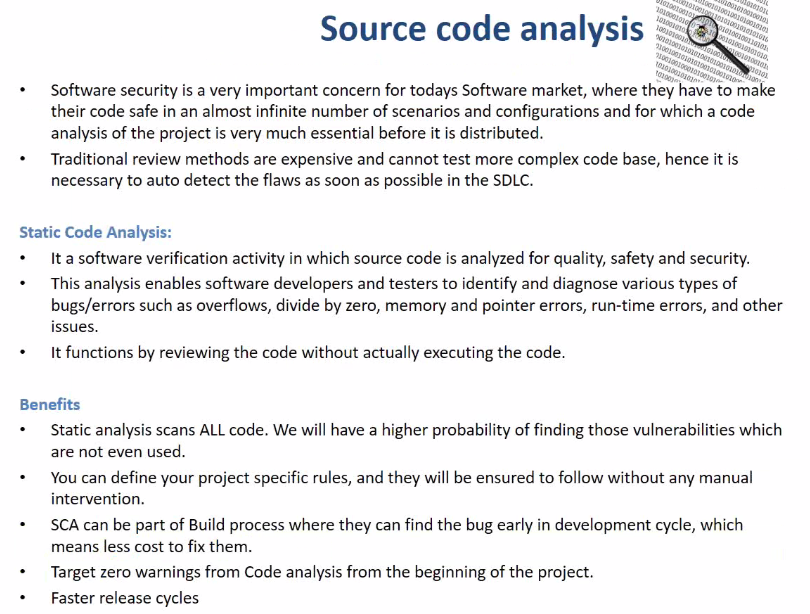 Source code analysis
• Software security is a very important concern for todays Software market, where they have to make
their code safe in an almost infinite number of scenarios and configurations and for which a code
analysis of the project is very much essential before it is distributed.
• Traditional review methods are expensive and cannot test more complex code base, hence it is
necessary to auto detect the flaws as soon as possible in the SDLC.
Static Code Analysis:
• It a software verification activity in which source code is analyzed for quality, safety and security.
• This analysis enables software developers and testers to identify and diagnose various types of
bugs/errors such as overflows, divide by zero, memory and pointer errors, run-time errors, and other
issues.
• It functions by reviewing the code without actually executing the code.
Benefits
• Static analysis scans ALL code. We will have a higher probability of finding those vulnerabilities which
are not even used.
• You can define your project specific rules, and they will be ensured to follow without any manual
intervention.
• SCA can be part of Build process where they can find the bug early in development cycle, which
means less cost to fix them.
• Target zero warnings from Code analysis from the beginning of the project.
• Faster release cycles